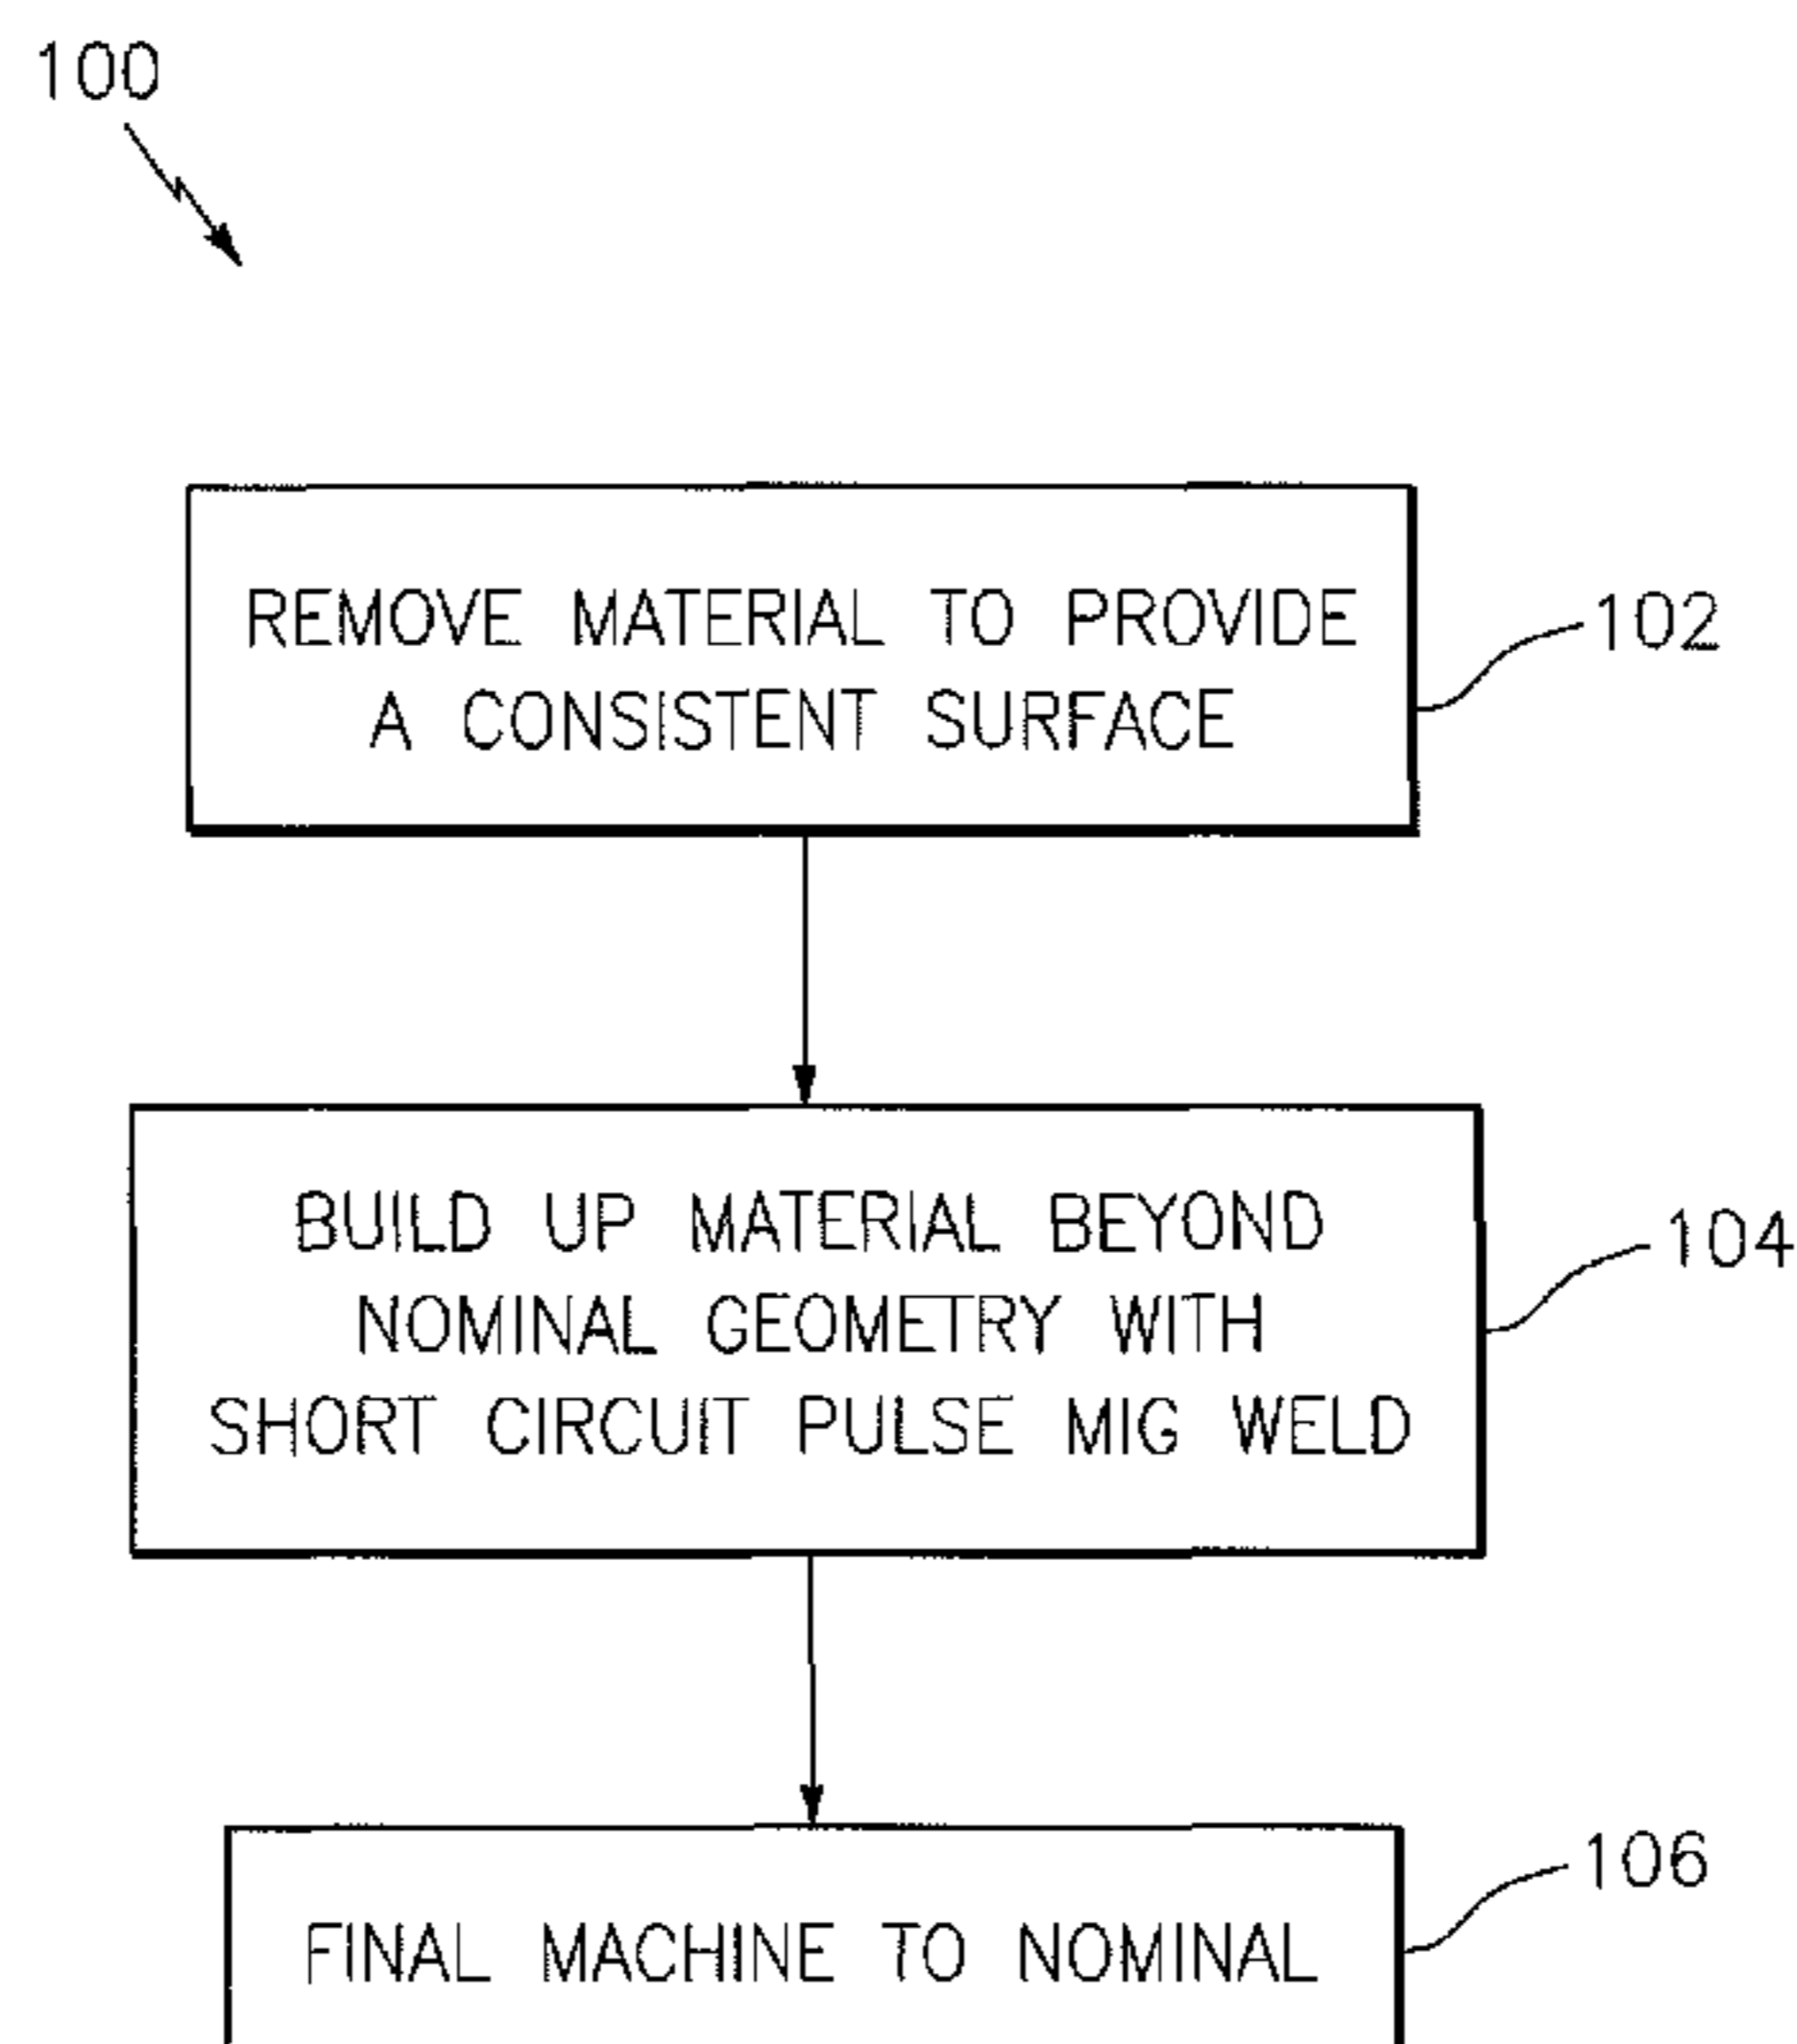 100
REMOVE MATERIAL TO PROVIDE
A CONSISTENT SURFACE
102
BUILD UP MATERIAL BEYOND
NOMINAL GEOMETRY WITH
SHORT CIRCUIT PULSE MIG WELD
104
106
FINAL MACHINE TO NOMINAL